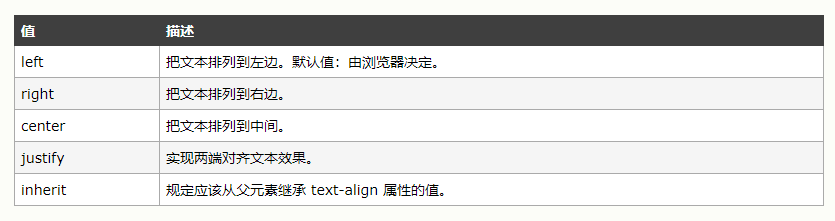 值 描述
left 把文本排列到左边。默认值：由浏览器决定。
right 把文本排列到右边。
center 把文本排列到中间。
justify 实现两端对齐文本效果。
inherit 规定应该从父元素继承 text-align 属性的值。